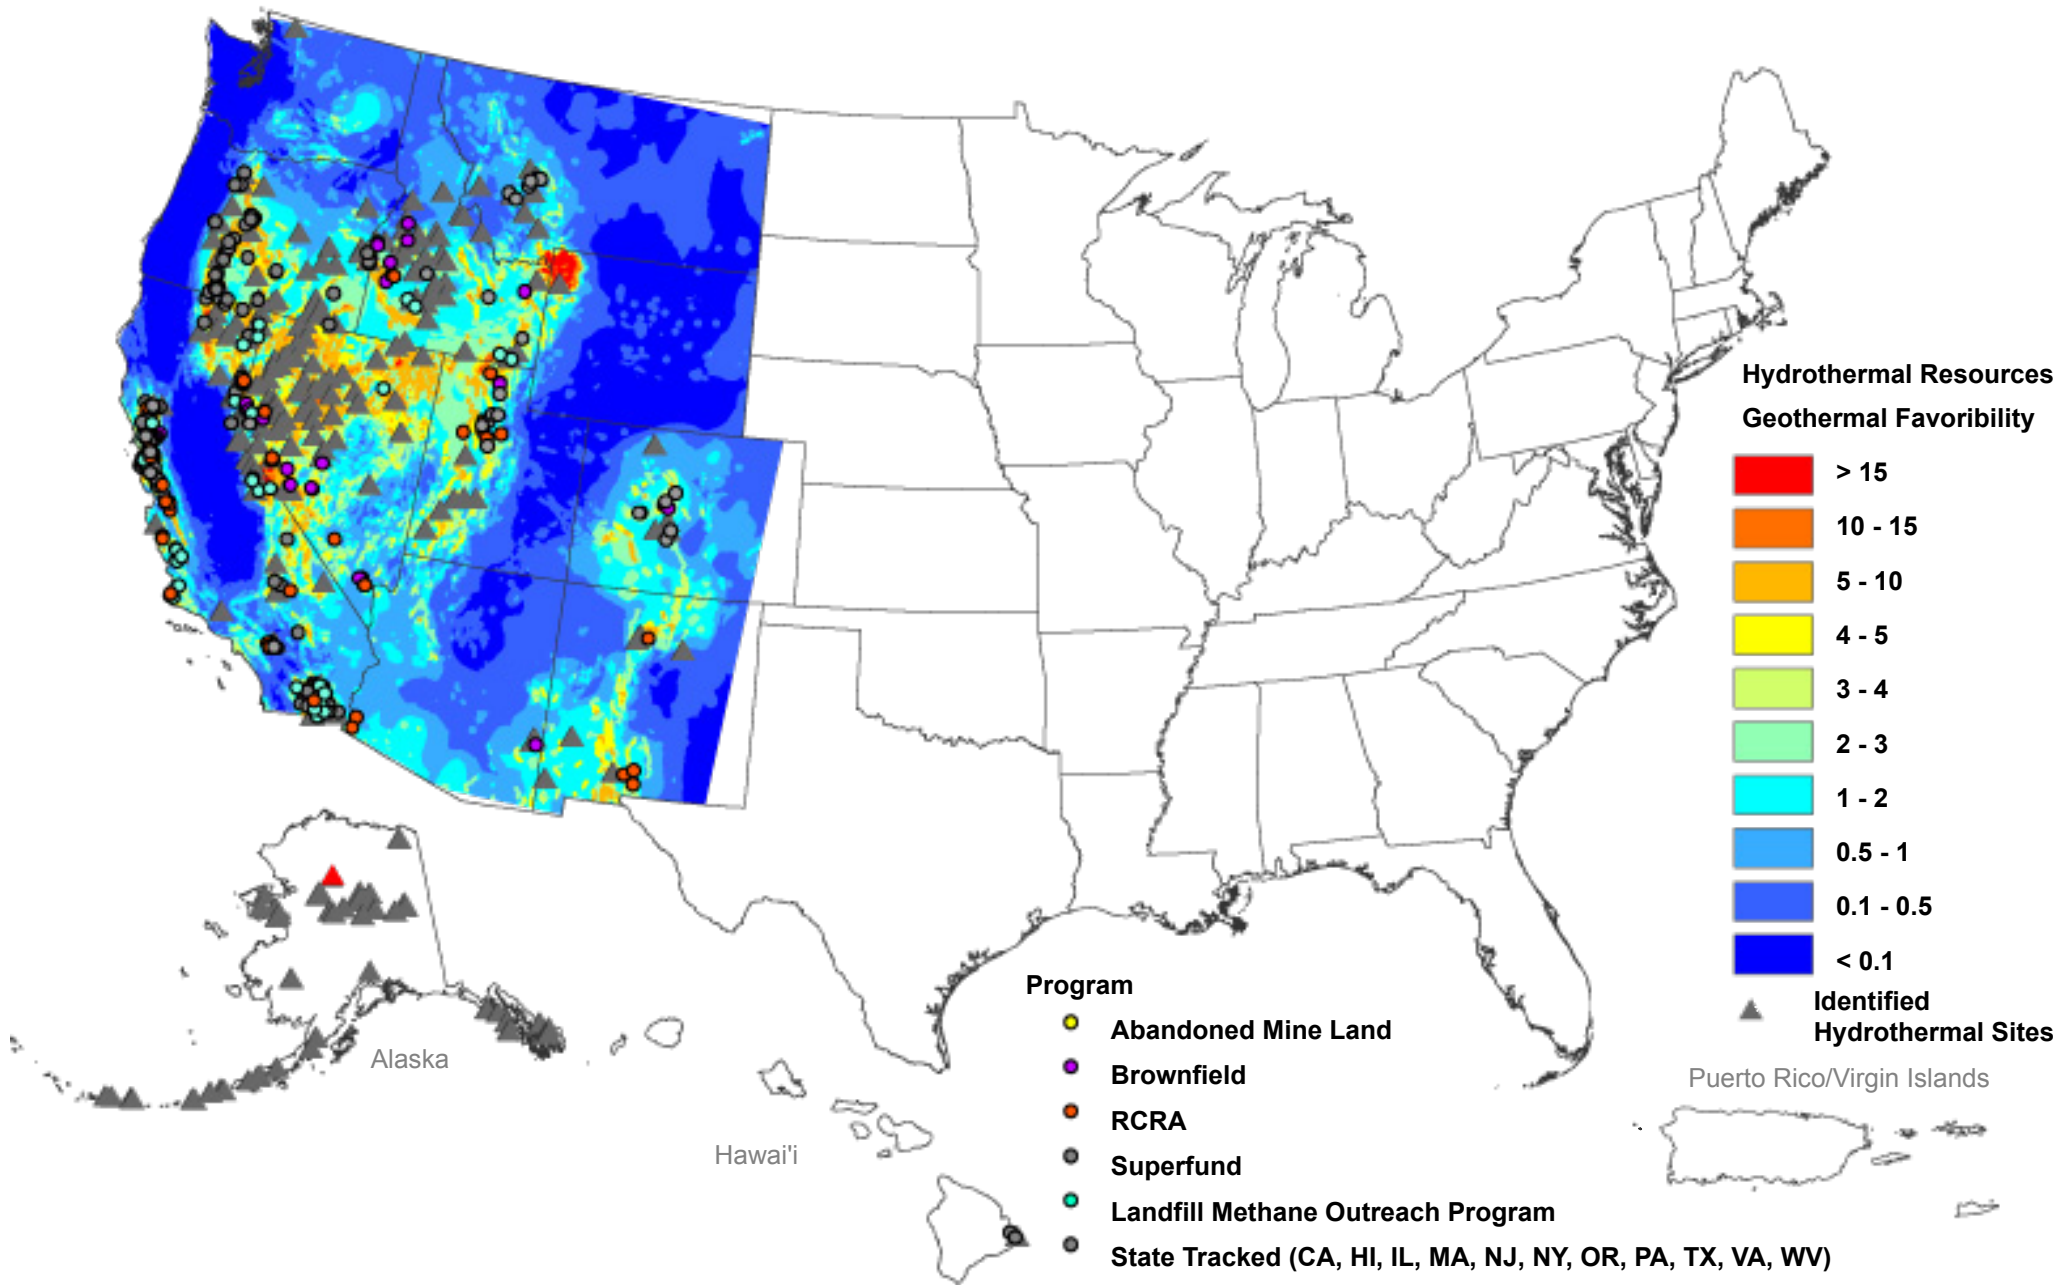 Hydrothermal Resources
Geothermal Favoribility
> 15
10 - 15
5 - 10
4 - 5
3 - 4
2 - 3
1 - 2
0.5 - 1
0.1 - 0.5
< 0.1
Identified
Hydrothermal Sites
Program
Abandoned Mine Land
Brownfield
RCRA
Superfund
Landfill Methane Outreach Program
State Tracked (CA, HI, IL, MA, NJ, NY, OR, PA, TX, VA, WV)
Alaska
Hawai'i
Puerto Rico/Virgin Islands